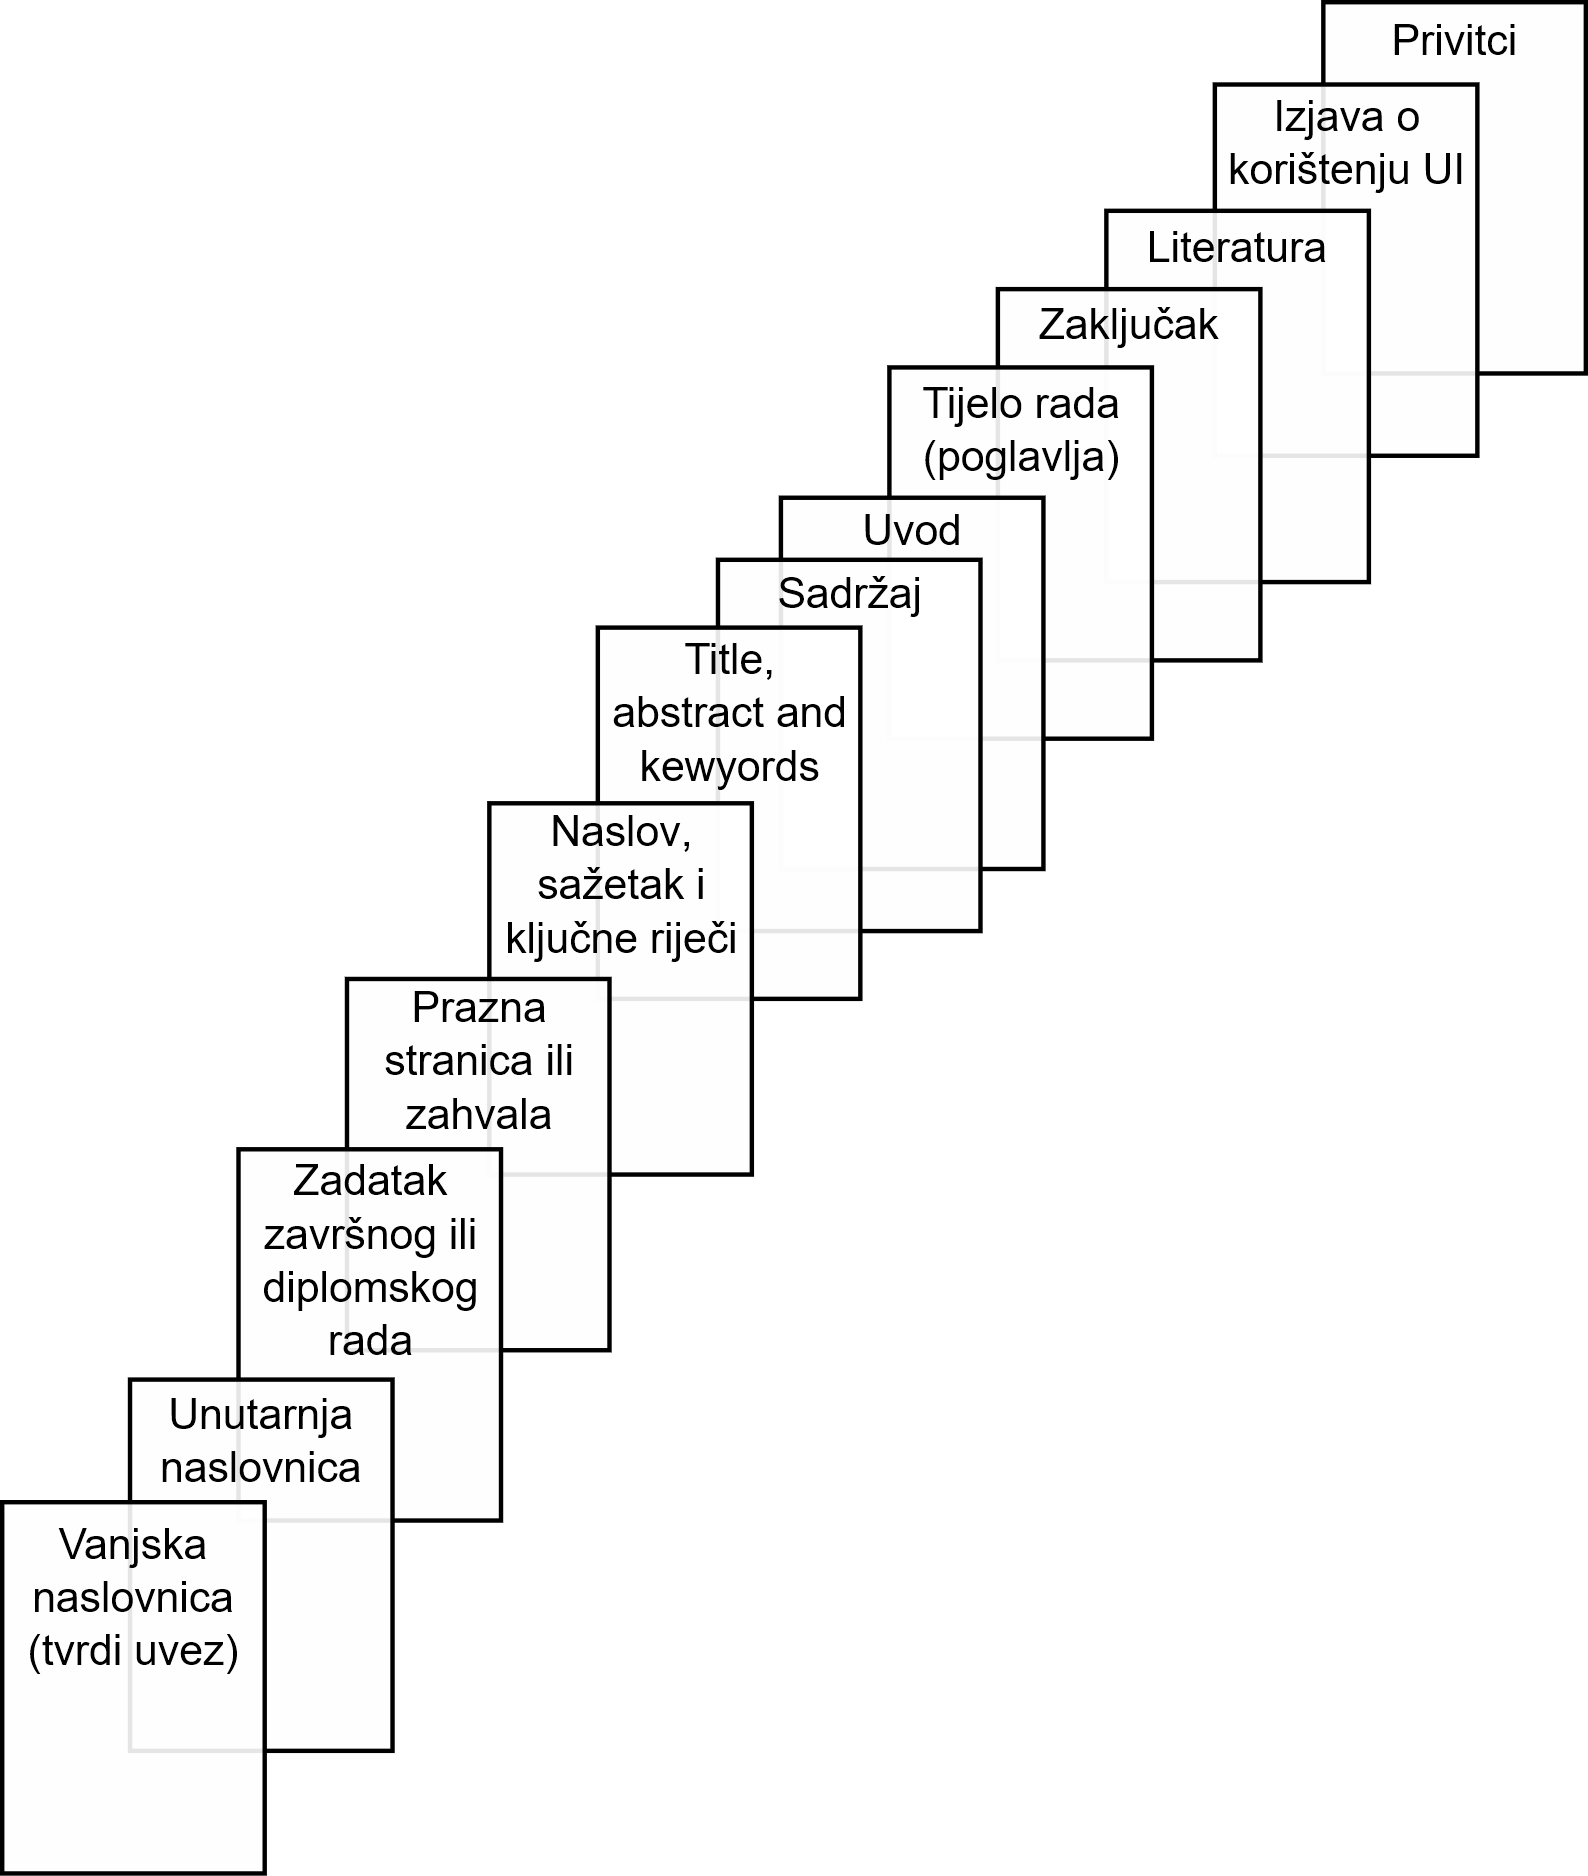 Privitci
Izjava o
korištenju UI
Literatura
Zaključak
Tijelo rada
(poglavlja)
Uvod
Sadržaj
Title,
abstract and
kewyords
Naslov,
sažetak i
ključne riječi
Prazna
stranica ili
zahvala
Zadatak
završnog ili
diplomskog
rada
Unutarnja
naslovnica
Vanjska
naslovnica
(tvrdi uvez)